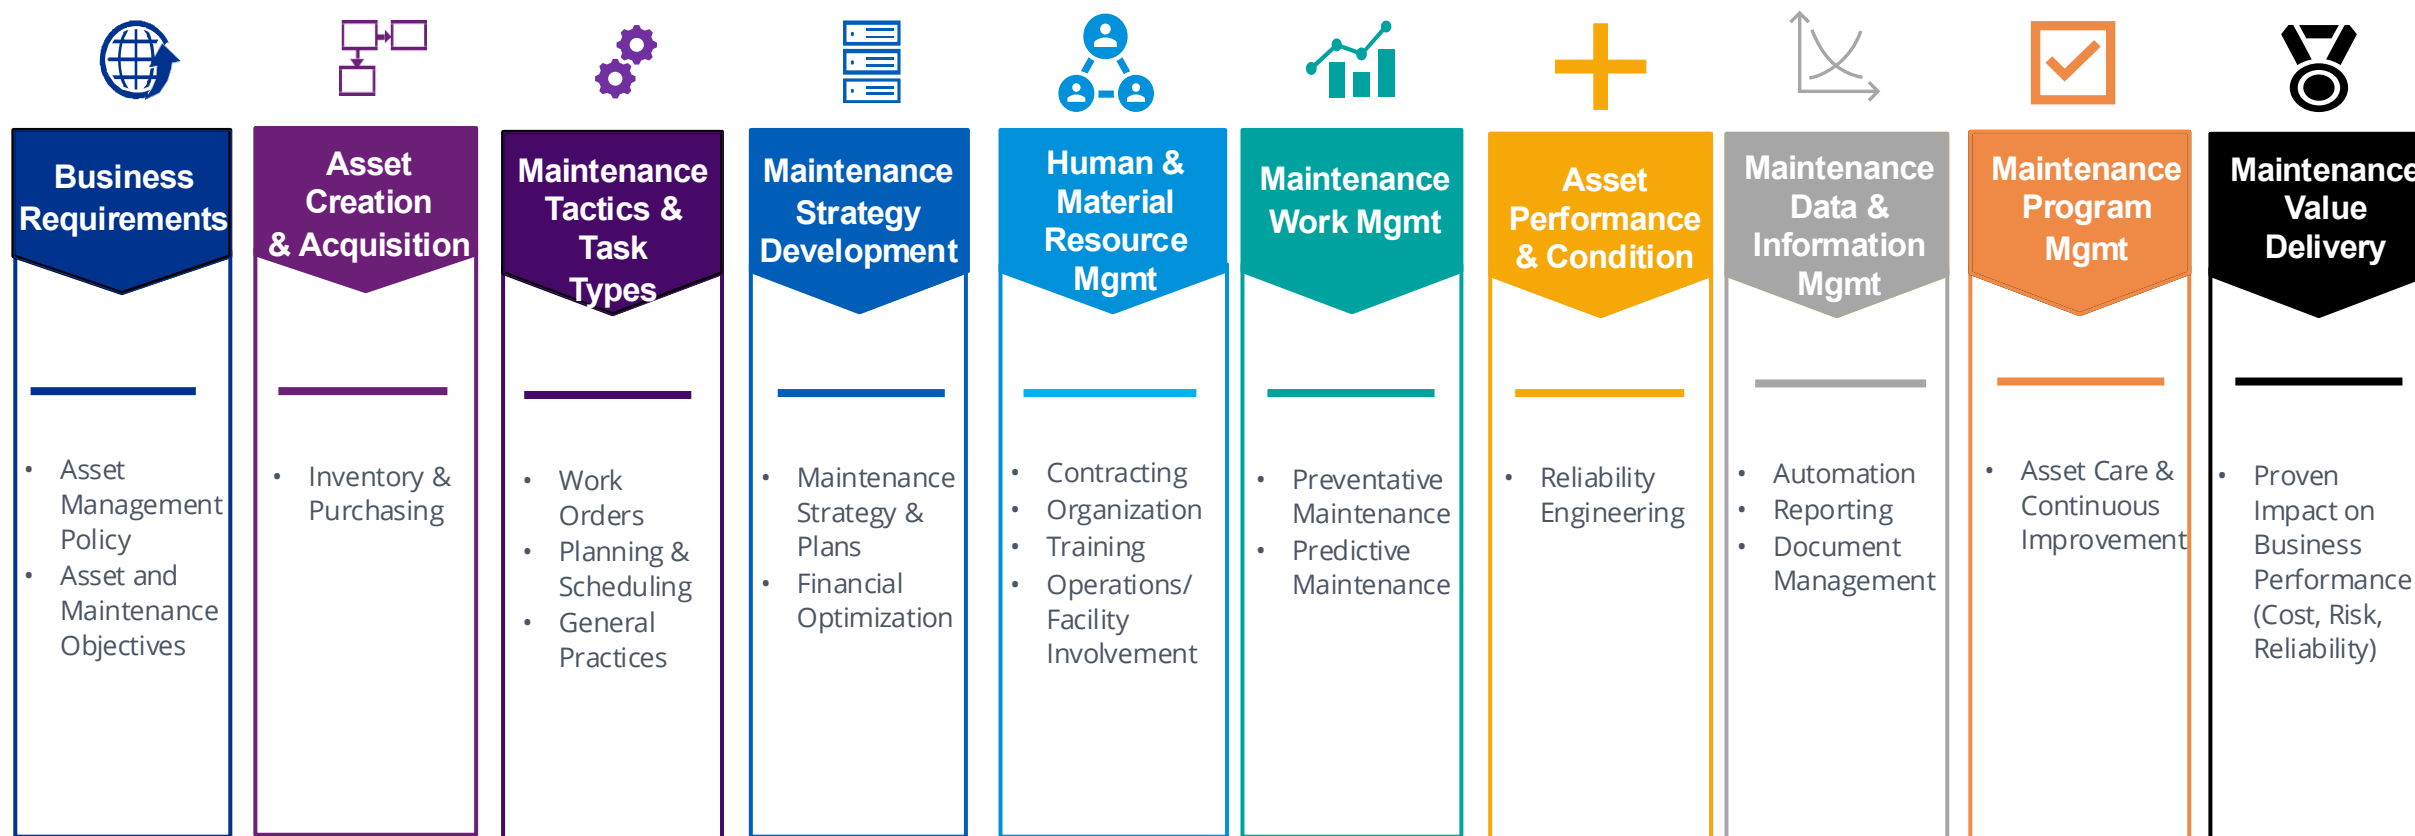 Business
Requirements
Asset
Creation
& Acquisition
Maintenance
Tactics &
Task
Types
Maintenance
Strategy
Development
Human &
Material
Resource
Mgmt
Maintenance
Work Mgmt
Asset
Performance
& Condition
Maintenance
Data &
Information
Mgmt
Maintenance
Program
Mgmt
Maintenance
Value
Delivery
• Asset
Management
Policy
• Asset and
Maintenance
Objectives
• Inventory &
Purchasing
• Work
Orders
• Planning &
Scheduling
• General
Practices
• Maintenance
Strategy &
Plans
• Financial
Optimization
• Contracting
• Organization
• Training
• Operations/
Facility
Involvement
• Preventative
Maintenance
• Predictive
Maintenance
• Reliability
Engineering
• Automation
• Reporting
• Document
Management
• Asset Care &
Continuous
Improvement
• Proven
Impact on
Business
Performance
(Cost, Risk,
Reliability)